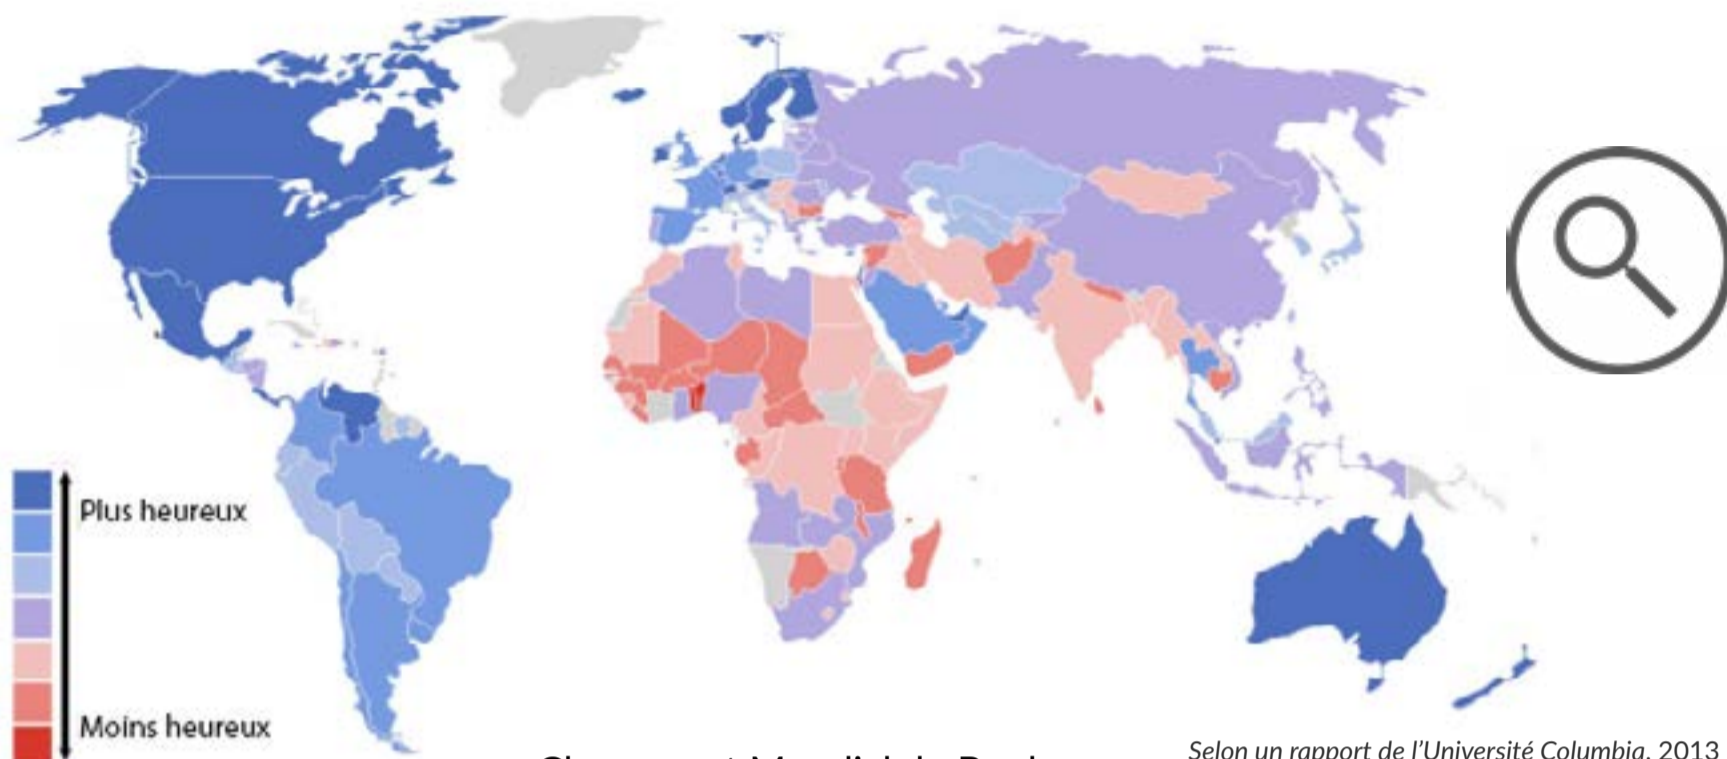 Plus heureux
Moins heureux
Selon un rapport de l'Université Columbia, 2013